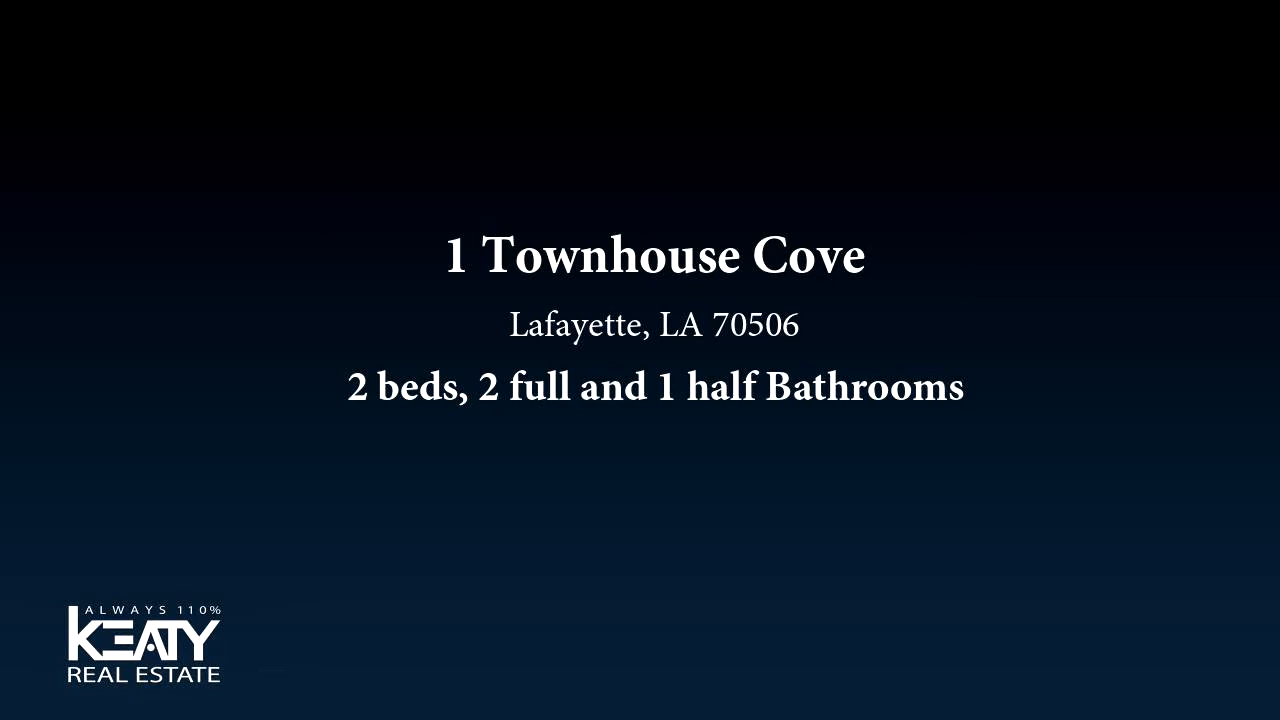 1 Townhouse Cove
Lafayette, LA 70506
2 beds, 2 full and 1 half Bathrooms
ALWAYS 110%
KEATY
REAL ESTATE